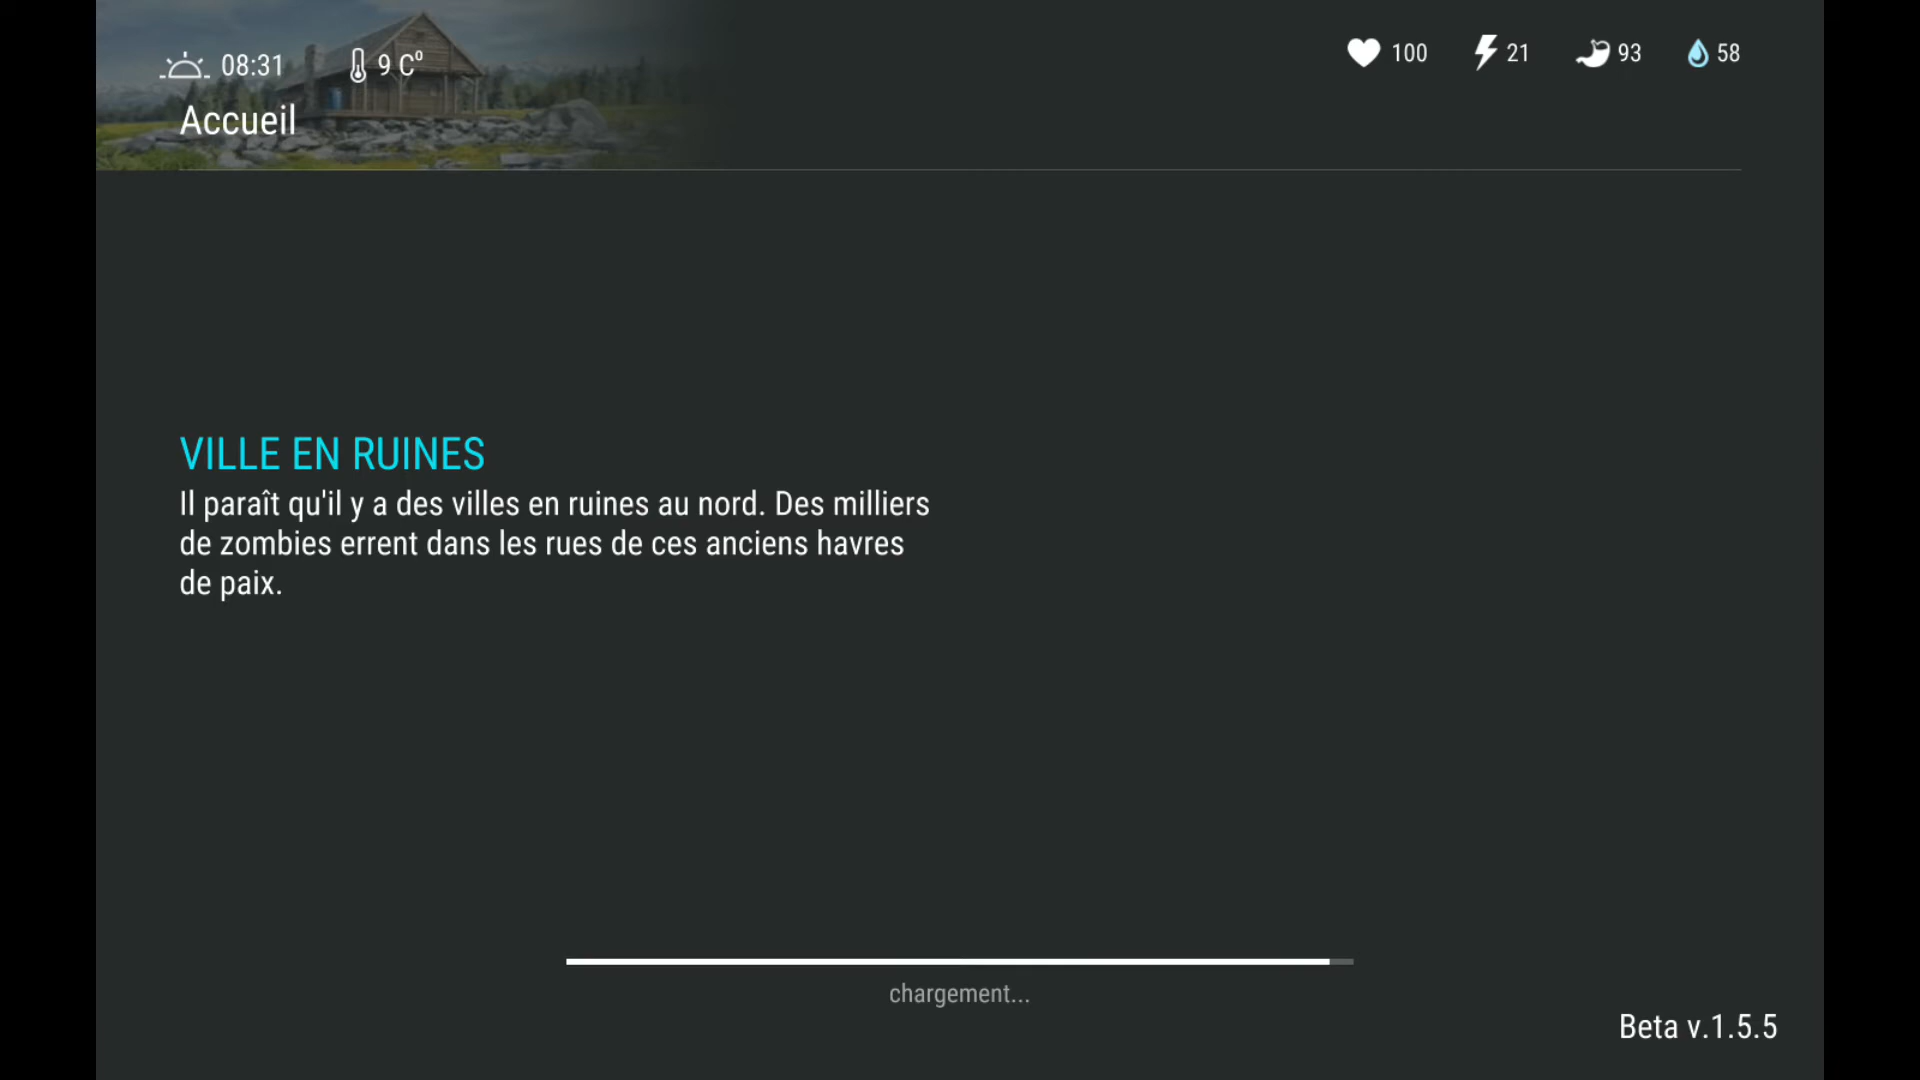 08:31 9 Cº 100 21 93 58
Accueil
VILLE EN RUINES
Il paraît qu'il y a des villes en ruines au nord. Des milliers
de zombies errent dans les rues de ces anciens havres
de paix.
chargement...
Beta v.1.5.5